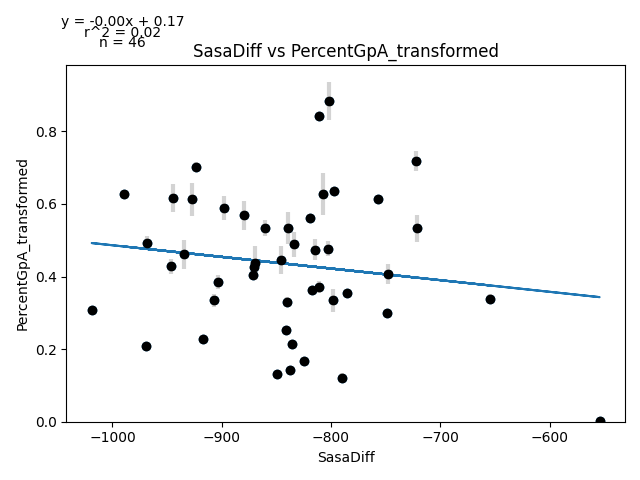 y = -0.00x + 0.17
r^2 = 0.02
n = 46
SasaDiff vs PercentGpA_transformed
PercentGpA_transformed
0.8
0.6
0.4
0.2
0.0
−1000
−900
−800
−700
−600
SasaDiff